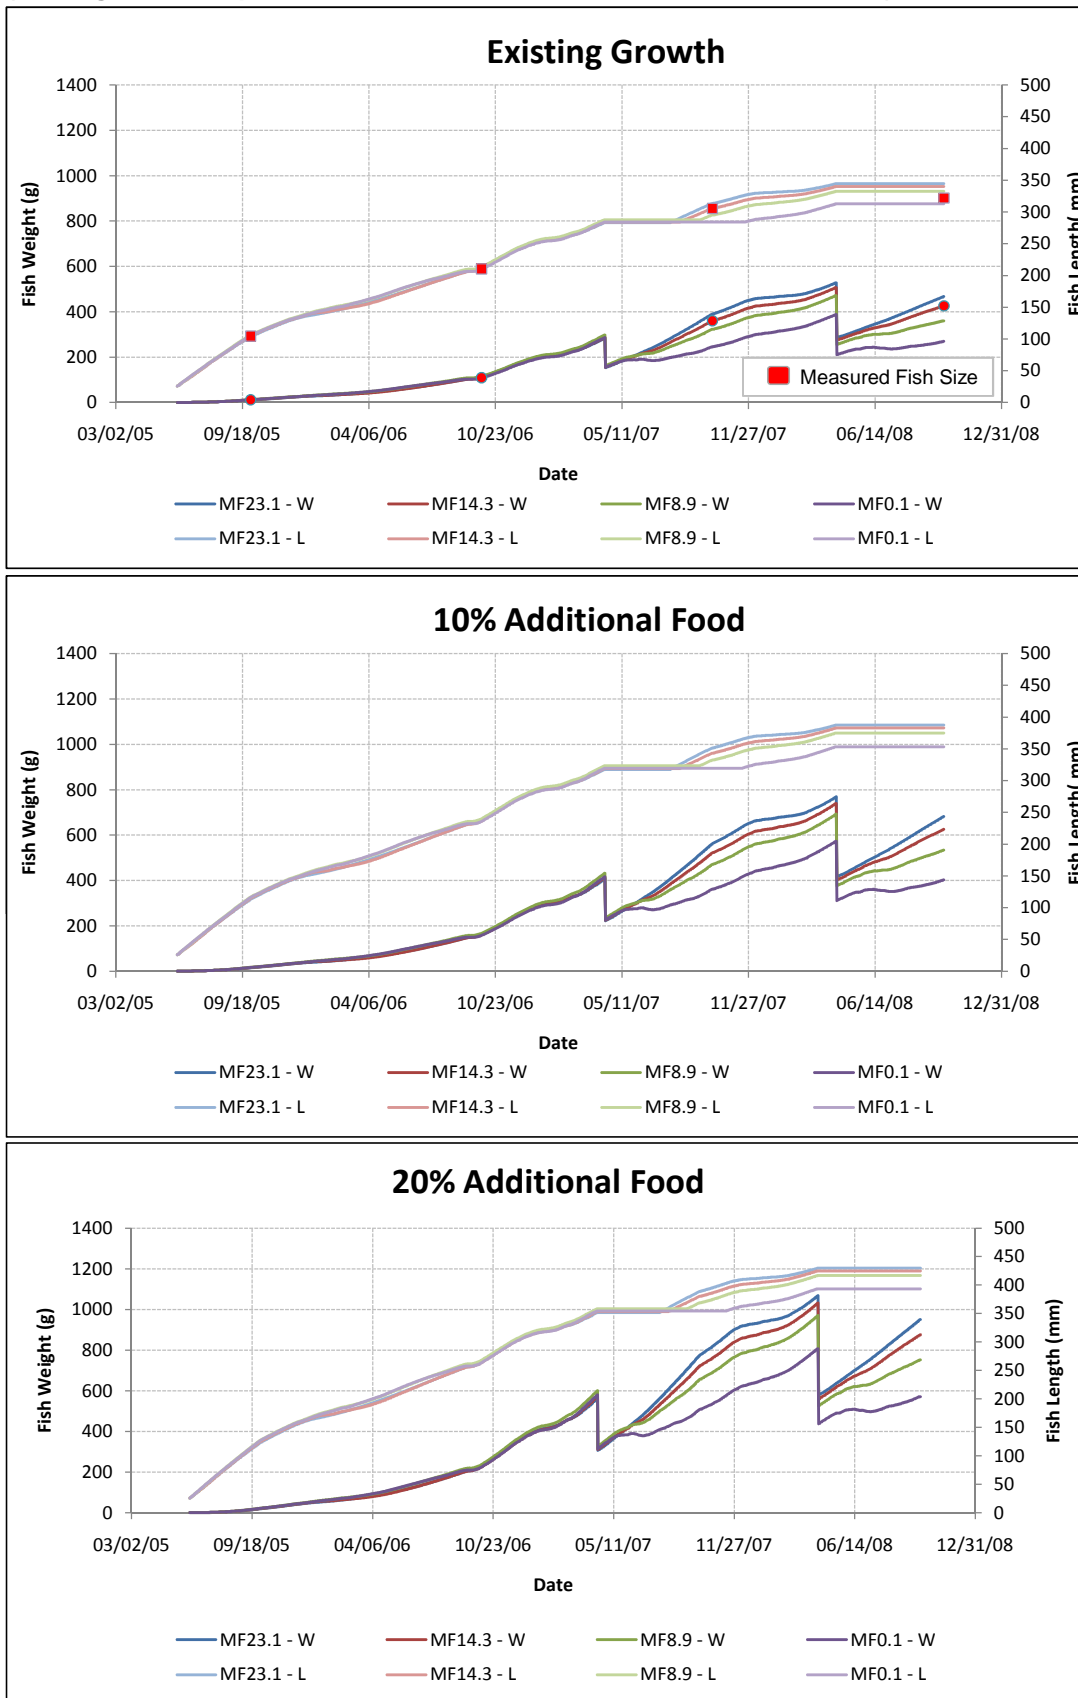 Existing Growth
1400
1200
1000
800
600
400
200
0
Fish Weight (g)
500
450
400
350
300
250
200
150
100
50
0
Fish Length( mm)
Measured Fish Size
03/02/05 09/18/05 04/06/06 10/23/06 05/11/07 11/27/07 06/14/08 12/31/08
Date
MF23.1 - W MF14.3 - W MF8.9 - W MF0.1 - W
MF23.1 - L MF14.3 - L MF8.9 - L MF0.1 - L
10% Additional Food
1400
1200
1000
800
600
400
200
0
Fish Weight (g)
500
450
400
350
300
250
200
150
100
50
0
Fish Length( mm)
03/02/05 09/18/05 04/06/06 10/23/06 05/11/07 11/27/07 06/14/08 12/31/08
Date
MF23.1 - W MF14.3 - W MF8.9 - W MF0.1 - W
MF23.1 - L MF14.3 - L MF8.9 - L MF0.1 - L
20% Additional Food
1400
1200
1000
800
600
400
200
0
Fish Weight (g)
500
450
400
350
300
250
200
150
100
50
0
Fish Length (mm)
03/02/05 09/18/05 04/06/06 10/23/06 05/11/07 11/27/07 06/14/08 12/31/08
Date
MF23.1 - W MF14.3 - W MF8.9 - W MF0.1 - W
MF23.1 - L MF14.3 - L MF8.9 - L MF0.1 - L